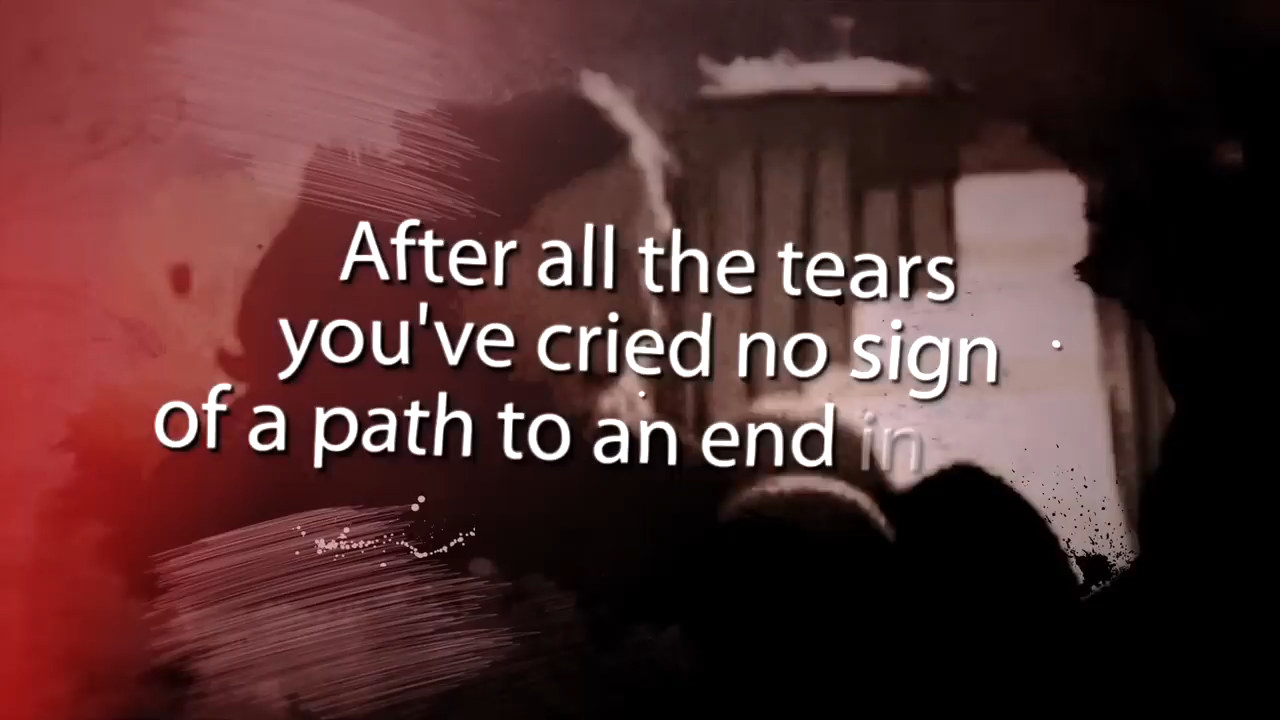 After all the tears
you've cried no sign
of a path to an end in